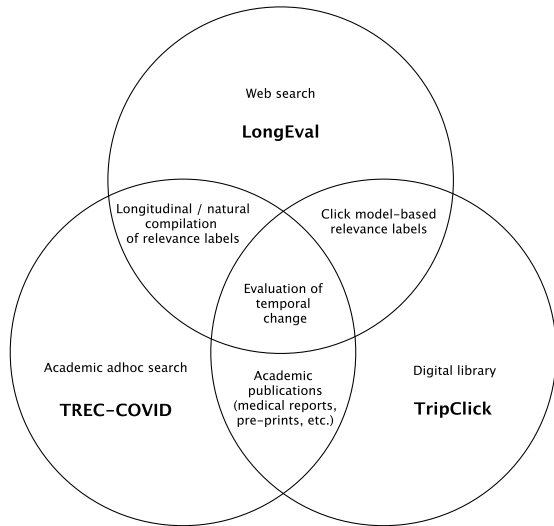 Web search
LongEval
Longitudinal / natural
compilation
of relevance labels
Click model-based
relevance labels
Evaluation of
temporal
change
Academic adhoc search
TREC-COVID
Academic
publications
(medical reports,
pre-prints, etc.)
Digital library
TripClick